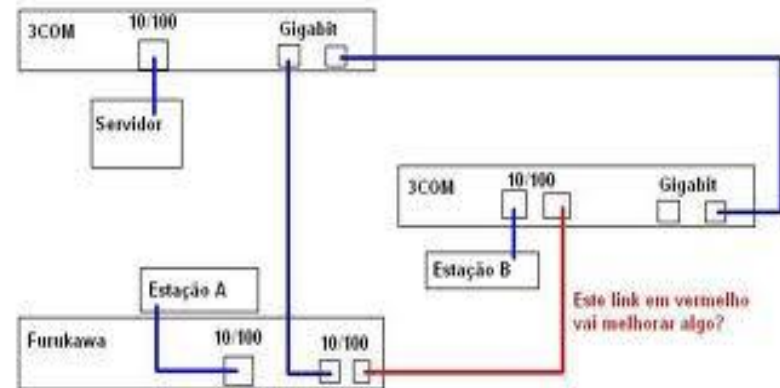 3COM
10/100
Gigabit
Servidor
3COM
10/100
Gigabit
Estação B
Estação A
Este link em vermelho
vai melhorar algo?
Furukawa
10/100
10/100